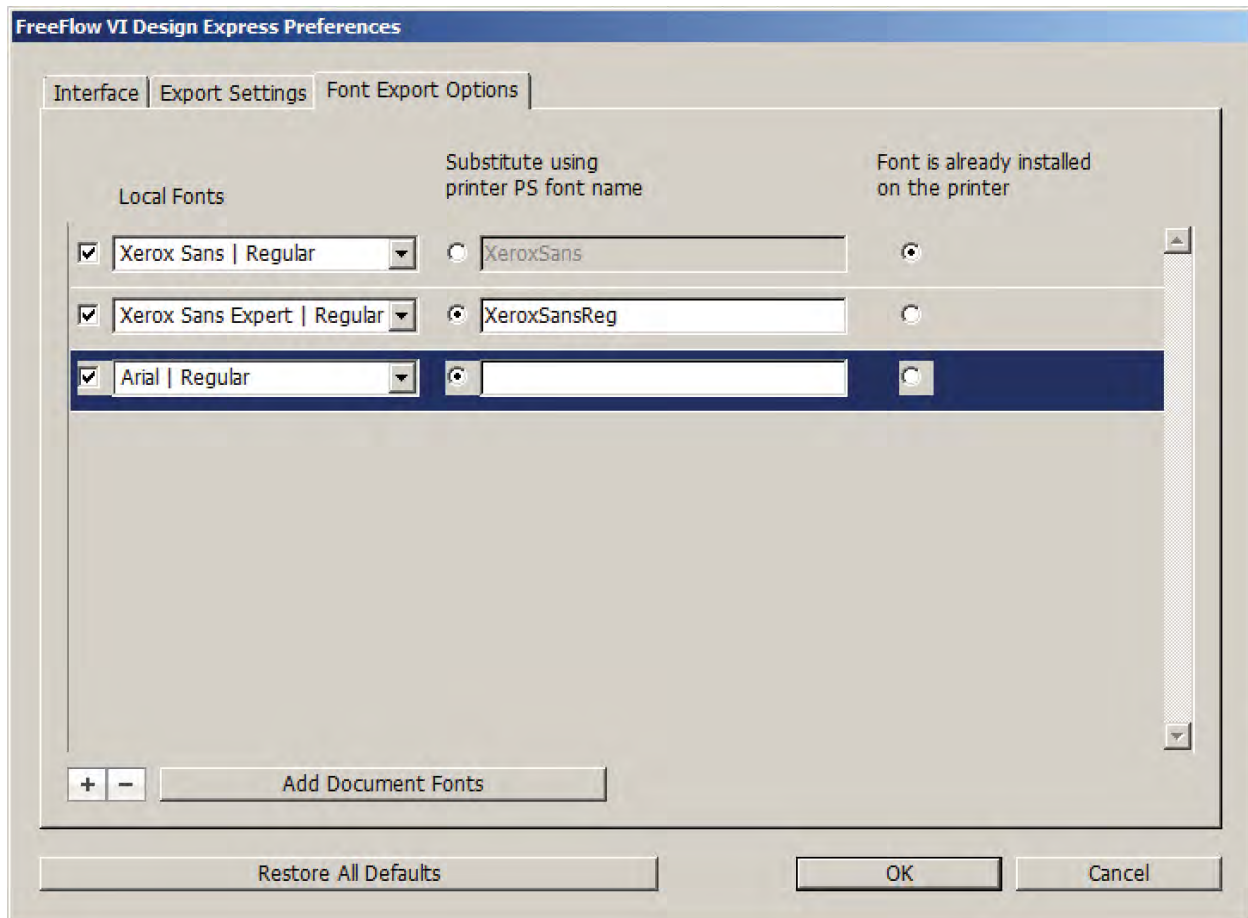 FreeFlow VI Design Express Preferences
Interface
Export Settings
Font Export Options
Local Fonts
Substitute using
printer PS font name
Font is already installed
on the printer
Xerox Sans | Regular
XeroxSans
Xerox Sans Expert | Regular
XeroxSansReg
Arial | Regular
+
−
Add Document Fonts
Restore All Defaults
OK
Cancel